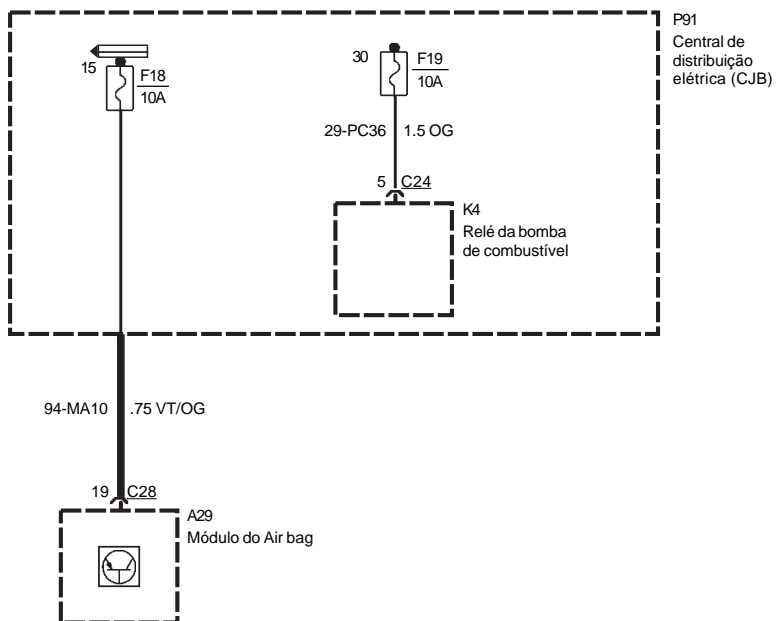 P91
Central de
distribuição
elétrica (CJB)
15
F18
10A
30
F19
10A
29-PC36
1.5 OG
5
C24
K4
Relé da bomba
de combustível
94-MA10
.75 VT/OG
19
C28
A29
Módulo do Air bag